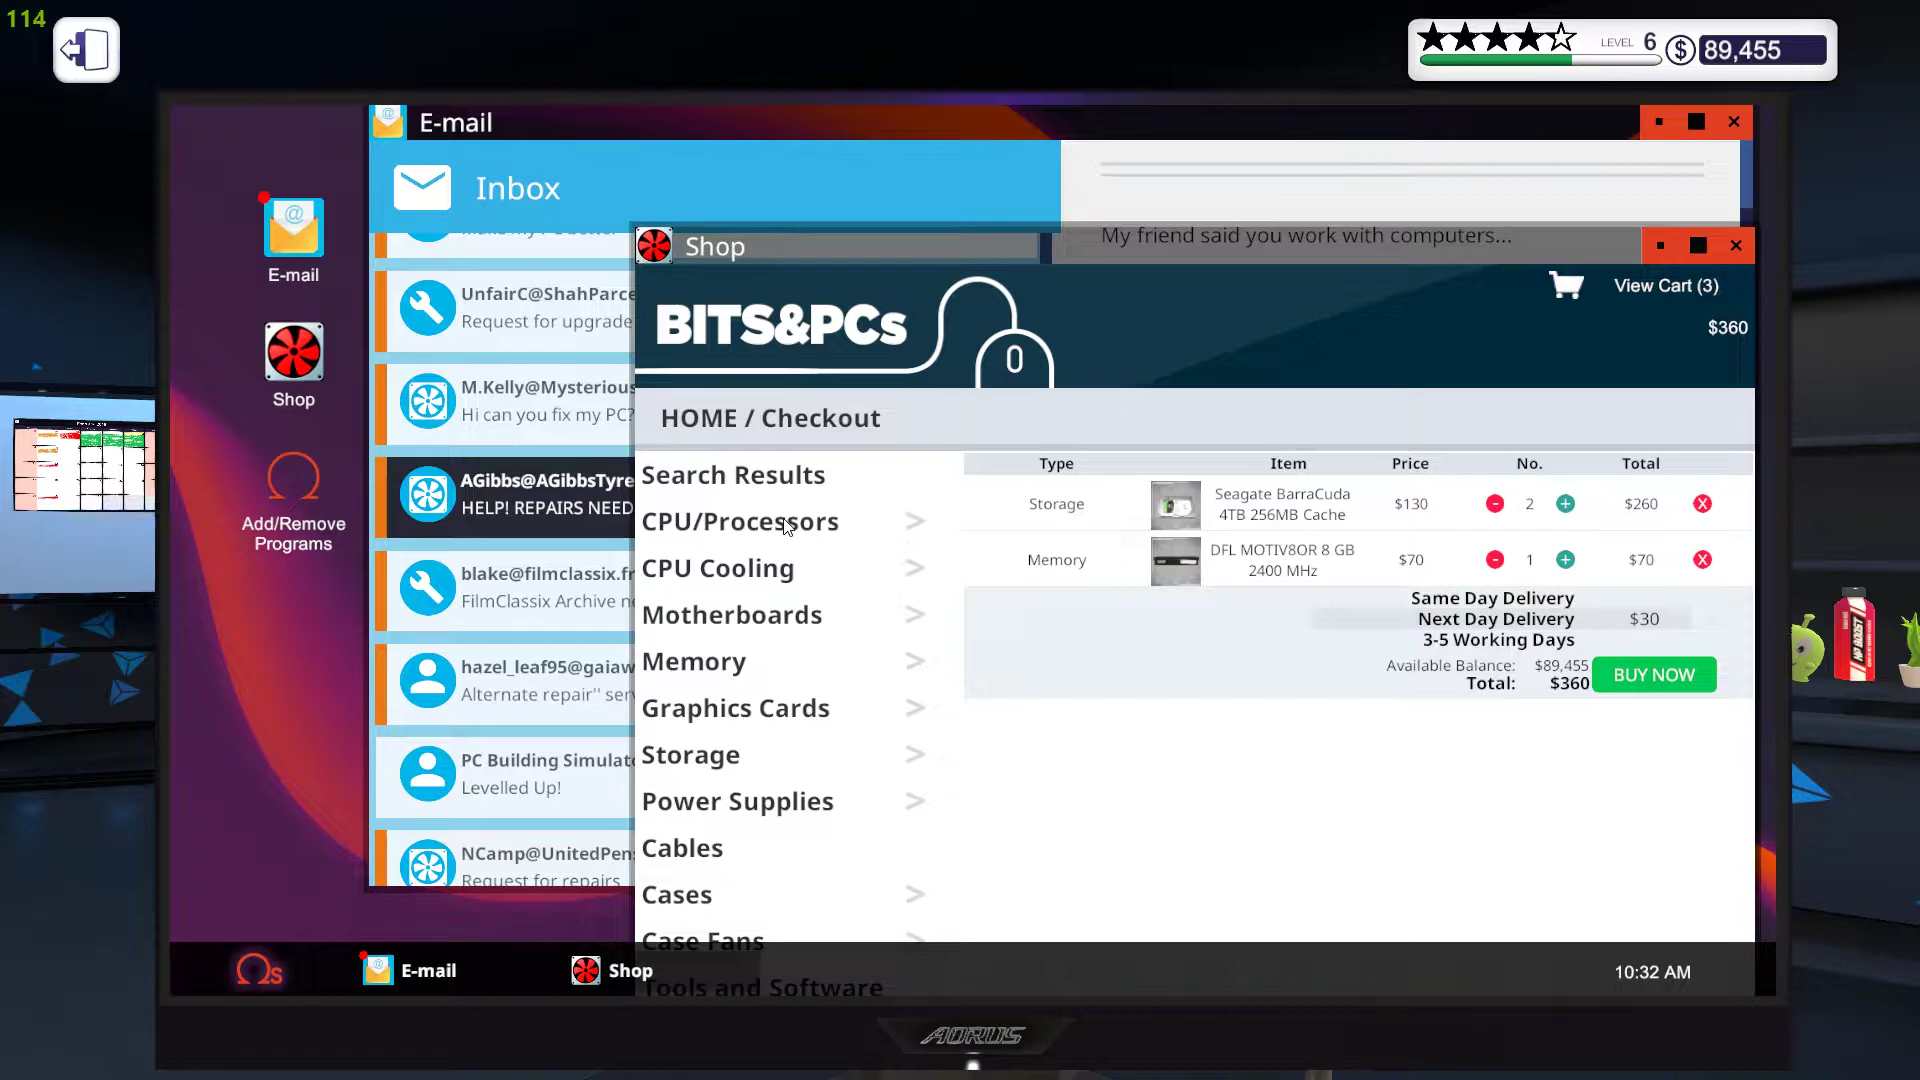 114
LEVEL 6
$ 89,455
E-mail
Inbox
My friend said you work with computers...
E-mail
Shop
Add/Remove
Programs
UnfairC@ShahParce
Request for upgrade
M.Kelly@Mysterious
Hi can you fix my PC?
AGibbs@AGibbsTyre
HELP! REPAIRS NEED
blake@filmclassix.fr
FilmClassix Archive ne
hazel_leaf95@gaiaw
Alternate repair'' ser
PC Building Simulat
Levelled Up!
NCamp@UnitedPen
Request for repairs
Shop
BITS&PCs
View Cart (3)
$360
HOME / Checkout
Search Results
CPU/Processors >
CPU Cooling >
Motherboards >
Memory >
Graphics Cards >
Storage >
Power Supplies >
Cables
Cases >
Case Fans >
Tools and Software
Type Item Price No. Total
Storage Seagate BarraCuda $130 - 2 + $260 X
4TB 256MB Cache
Memory DFL MOTIV8OR 8 GB $70 - 1 + $70 X
2400 MHz
Same Day Delivery
Next Day Delivery $30
3-5 Working Days
Available Balance: $89,455
Total: $360
BUY NOW
Ωs
E-mail
Shop
10:32 AM
AORUS